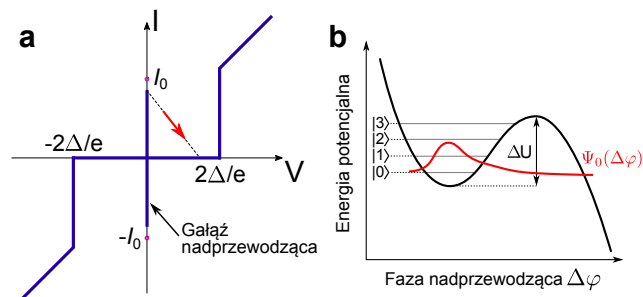 a
I
I₀
-2Δ/e
2Δ/e
V
Gałąź
nadprzewodząca
-I₀
b
Energia potencjalna
|3⟩
|2⟩
|1⟩
|0⟩
ΔU
Ψ₀(Δφ)
Faza nadprzewodząca Δφ